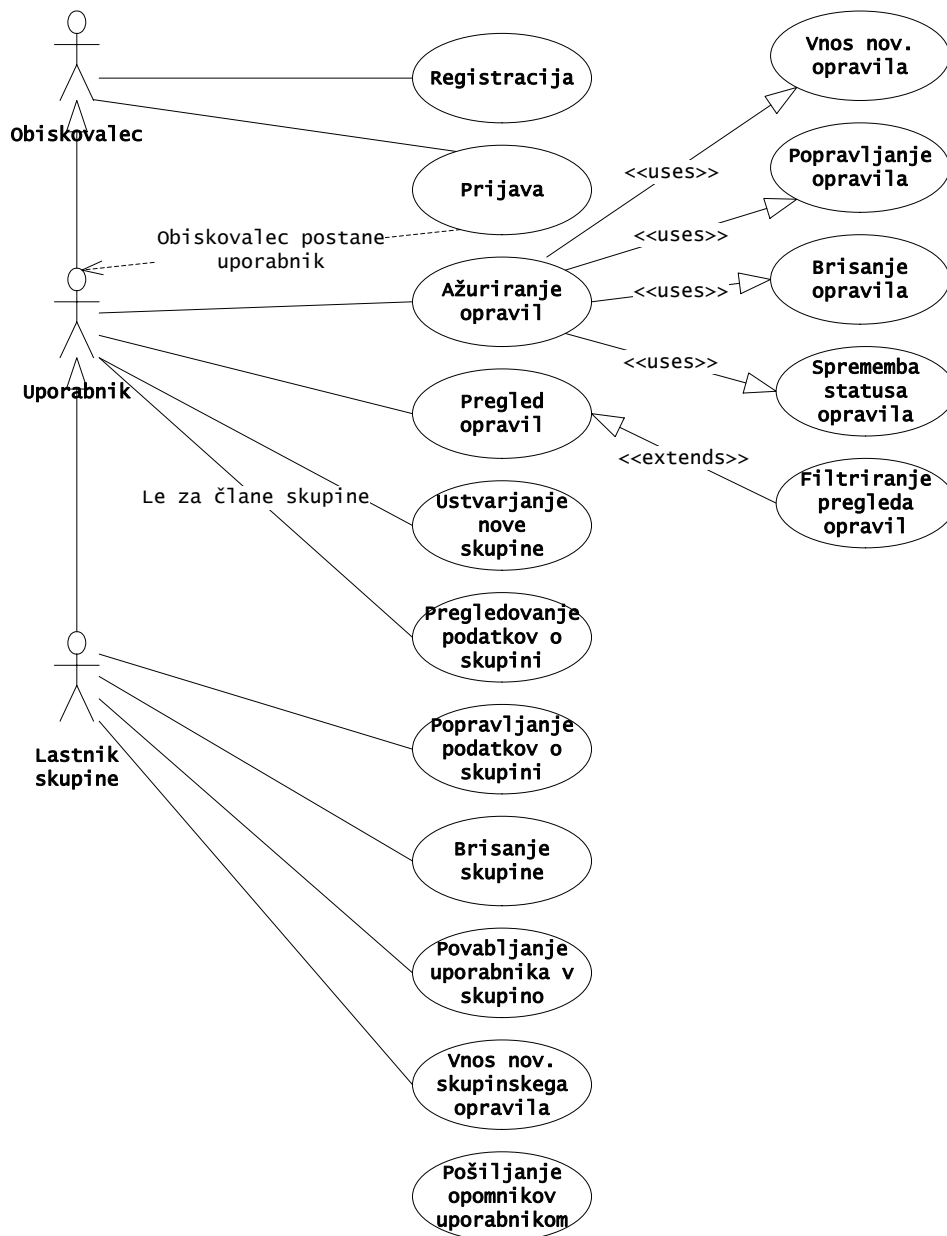 Obiskovalec
Registracija
Prijava
Obiskovalec postane
uporabnik
Uporabnik
Ažuriranje
opravil
<<uses>>
<<uses>>
<<uses>>
<<uses>>
Vnos nov.
opravila
Popravljanje
opravila
Brisanje
opravila
Sprememba
statusa
opravila
Pregled
opravil
<<extends>>
Filtriranje
pregleda
opravil
Le za člane skupine
Ustvarjanje
nove
skupine
Pregledovanje
podatkov o
skupini
Lastnik
skupine
Popravljanje
podatkov o
skupini
Brisanje
skupine
Povabljanje
uporabnika v
skupino
Vnos nov.
skupinskega
opravila
Pošiljanje
opomnikov
uporabnikom